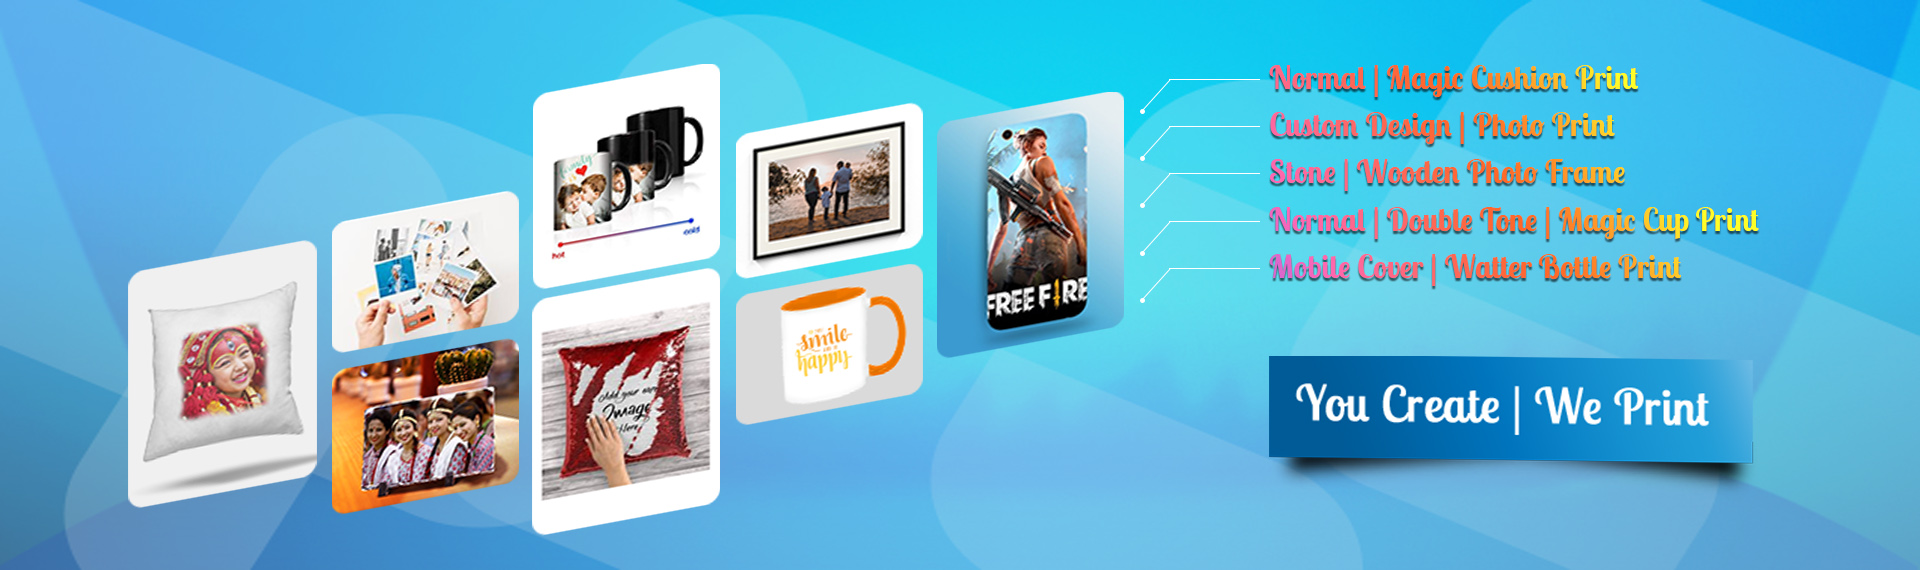 Family
hot
cold
Add your own
Image
Here
smile
happy
FREE FIRE
Normal | Magic Cushion Print
Custom Design | Photo Print
Stone | Wooden Photo Frame
Normal | Double Tone | Magic Cup Print
Mobile Cover | Watter Bottle Print
You Create | We Print